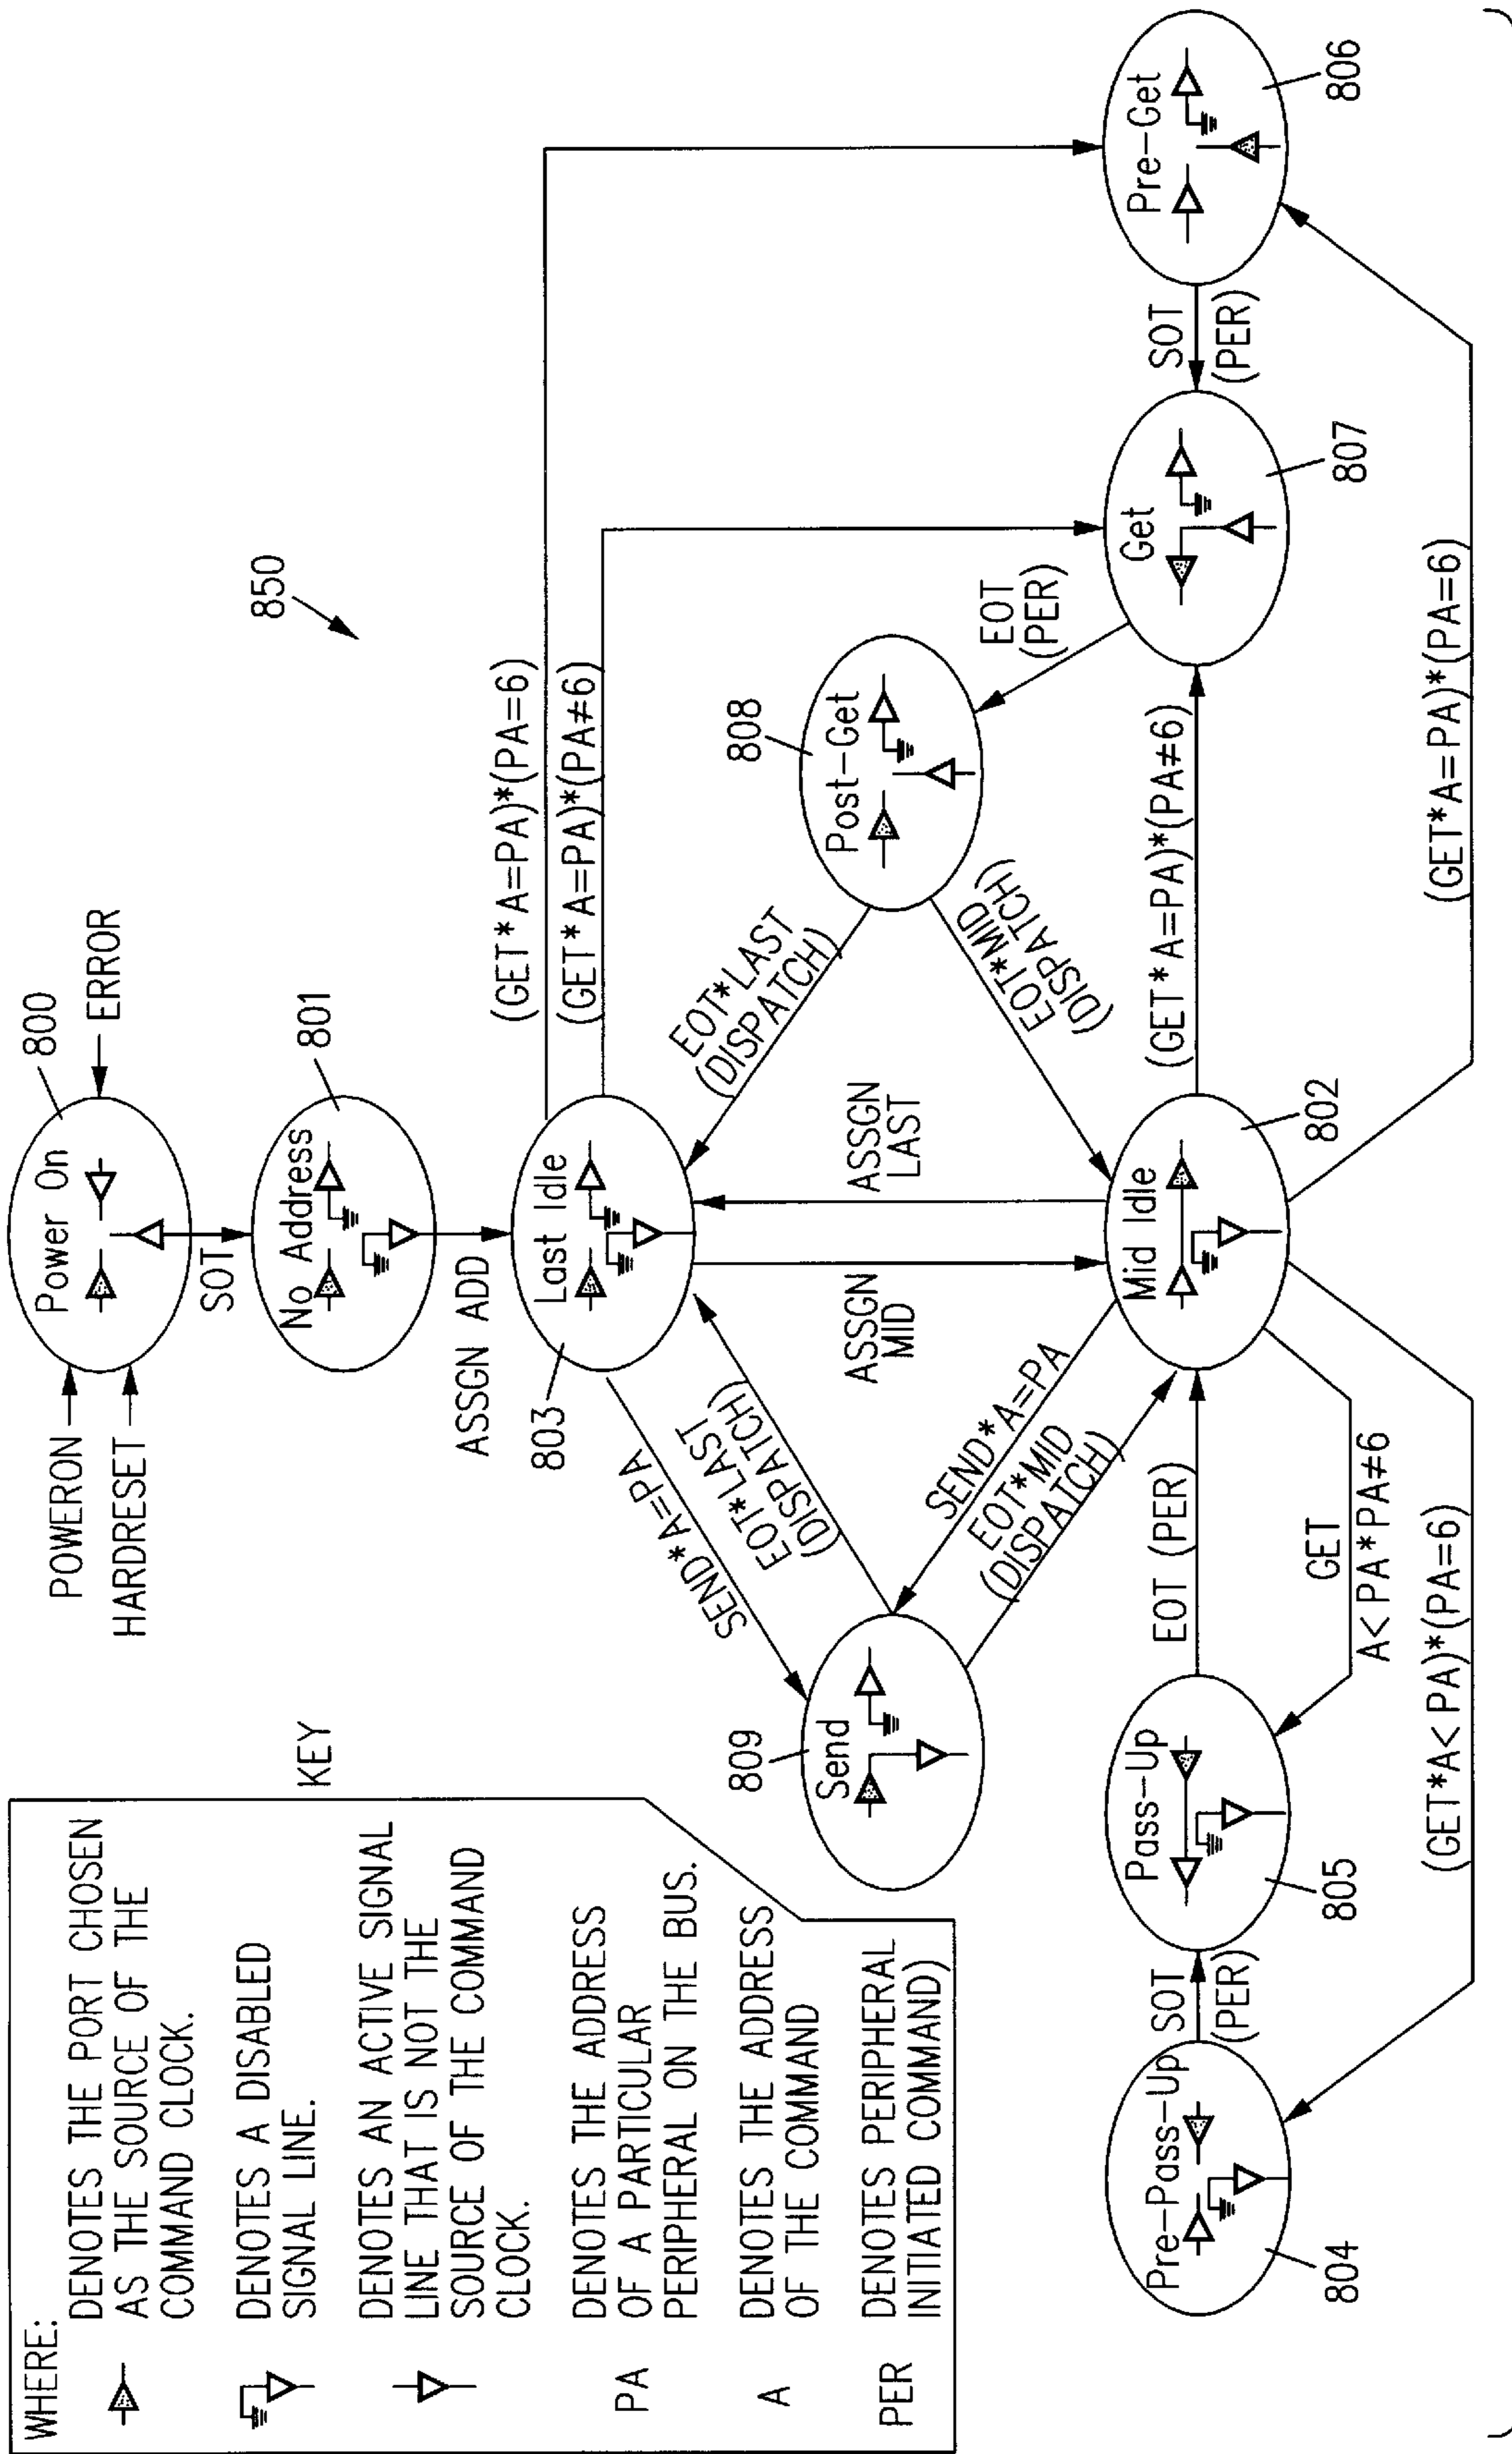 WHERE:
DENOTES THE PORT CHOSEN
AS THE SOURCE OF THE
COMMAND CLOCK.
DENOTES A DISABLED
SIGNAL LINE.
DENOTES AN ACTIVE SIGNAL
LINE THAT IS NOT THE
SOURCE OF THE COMMAND
CLOCK.
PA DENOTES THE ADDRESS
OF A PARTICULAR
PERIPHERAL ON THE BUS.
A DENOTES THE ADDRESS
OF THE COMMAND
PER DENOTES PERIPHERAL
INITIATED COMMAND)
KEY
POWERON
HARDRESET
ERROR
800
Power On
SOT
801
No Address
ASSGN ADD
850
803
Last Idle
(GET*A=PA)*(PA=6)
(GET*A=PA)*(PA≠6)
SEND*A=PA
EOT*LAST
(DISPATCH)
ASSGN
MID
ASSGN
LAST
EOT*LAST
(DISPATCH)
EOT*MID
(DISPATCH)
809
Send
SEND*A=PA
EOT*MID
(DISPATCH)
808
Post-Get
EOT
(PER)
804
Pre-Pass-Up
SOT
(PER)
805
Pass-Up
EOT (PER)
GET
A<PA*PA≠6
(GET*A<PA)*(PA=6)
802
Mid Idle
(GET*A=PA)*(PA≠6)
(GET*A=PA)*(PA=6)
807
Get
SOT
(PER)
806
Pre-Get